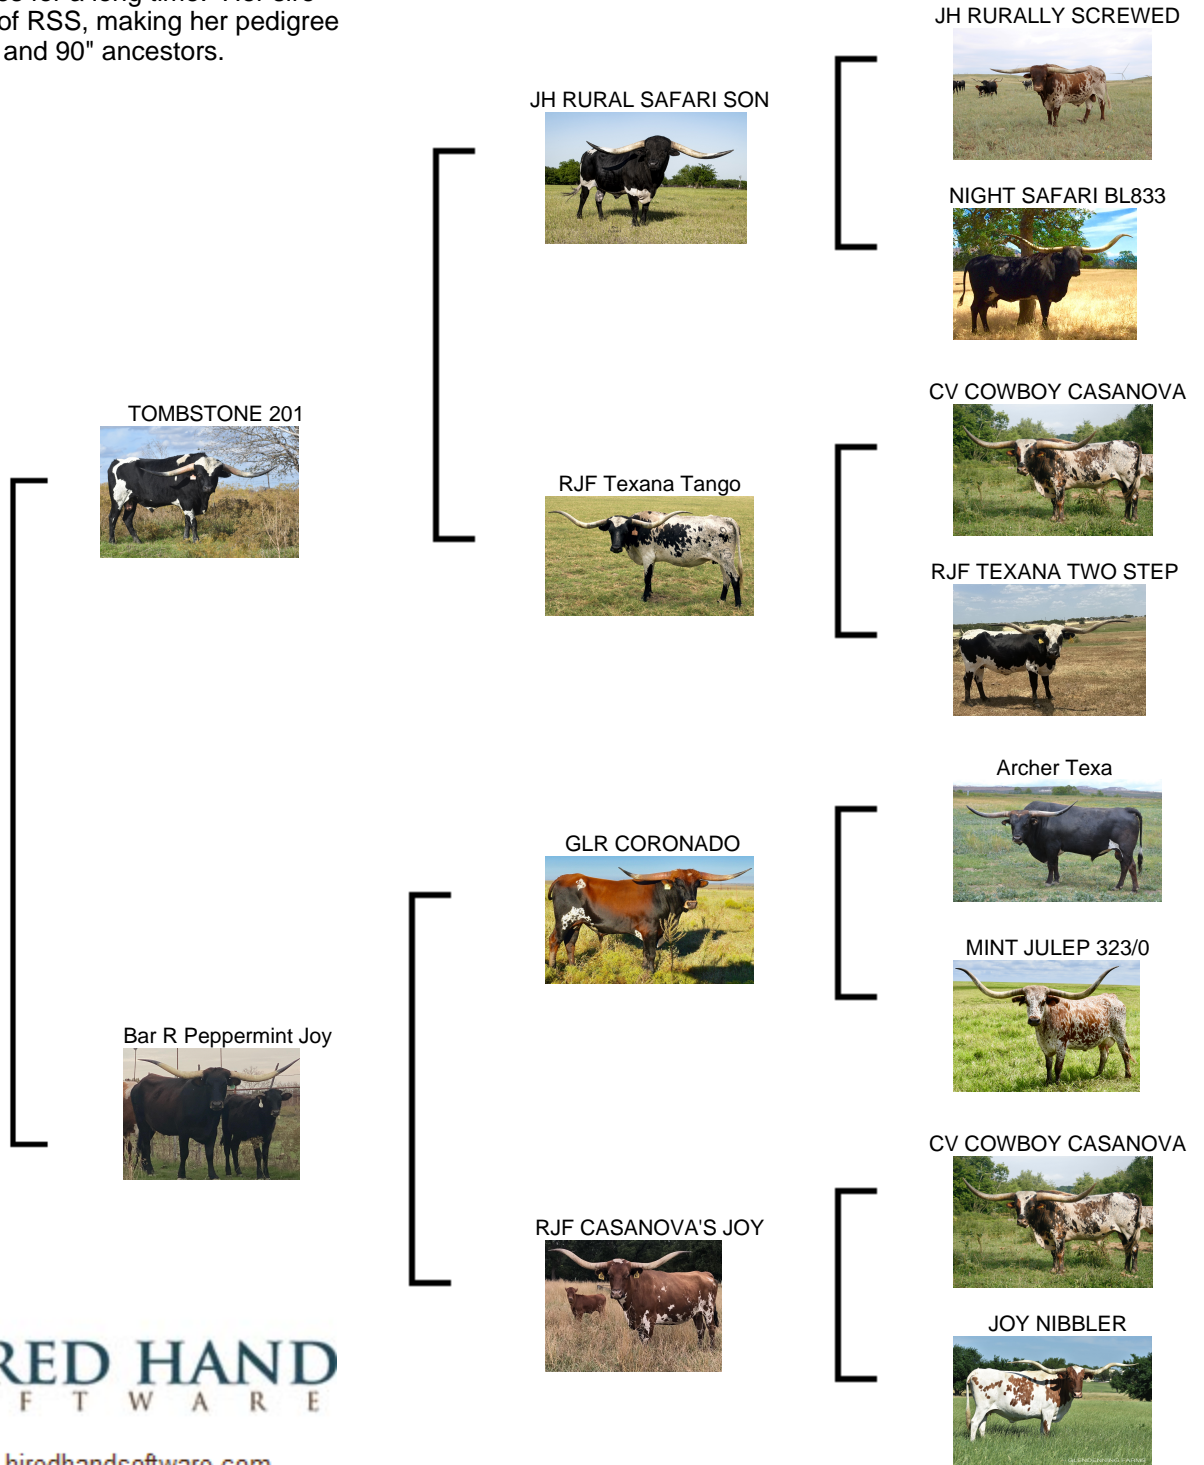 of RSS, making her pedigree
and 90" ancestors.
JH RURALLY SCREWED
JH RURAL SAFARI SON
NIGHT SAFARI BL833
CV COWBOY CASANOVA
TOMBSTONE 201
RJF Texana Tango
RJF TEXANA TWO STEP
Archer Texa
GLR CORONADO
MINT JULEP 323/0
Bar R Peppermint Joy
CV COWBOY CASANOVA
RJF CASANOVA'S JOY
JOY NIBBLER
RED HAND
F T W A R E
hiredhandsoftware.com